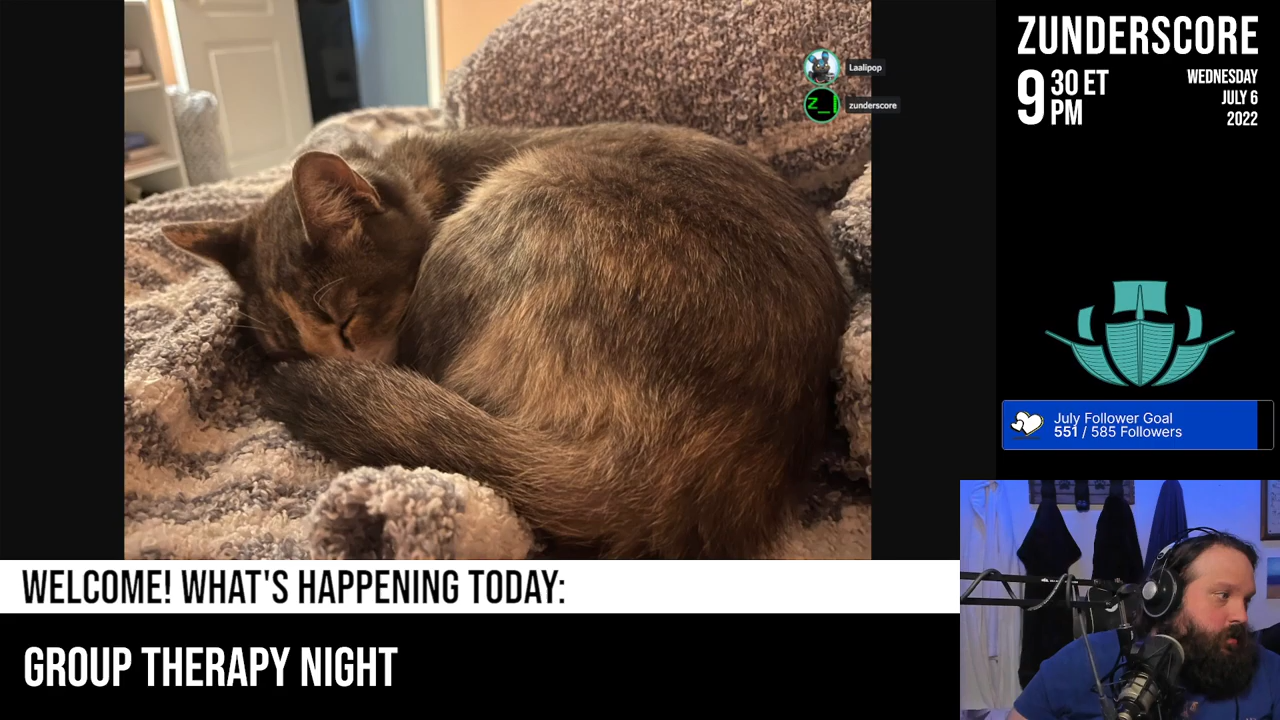 Laalipop
z_
zunderscore
ZUNDERSCORE
9 30 ET PM
WEDNESDAY
JULY 6
2022
July Follower Goal
551 / 585 Followers
WELCOME! WHAT'S HAPPENING TODAY:
GROUP THERAPY NIGHT